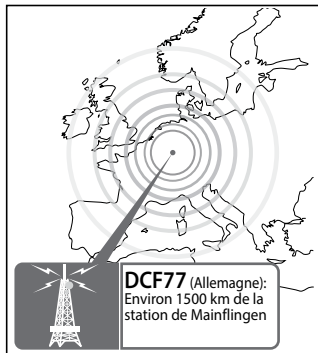 DCF77 (Allemagne):
Environ 1500 km de la
station de Mainflingen